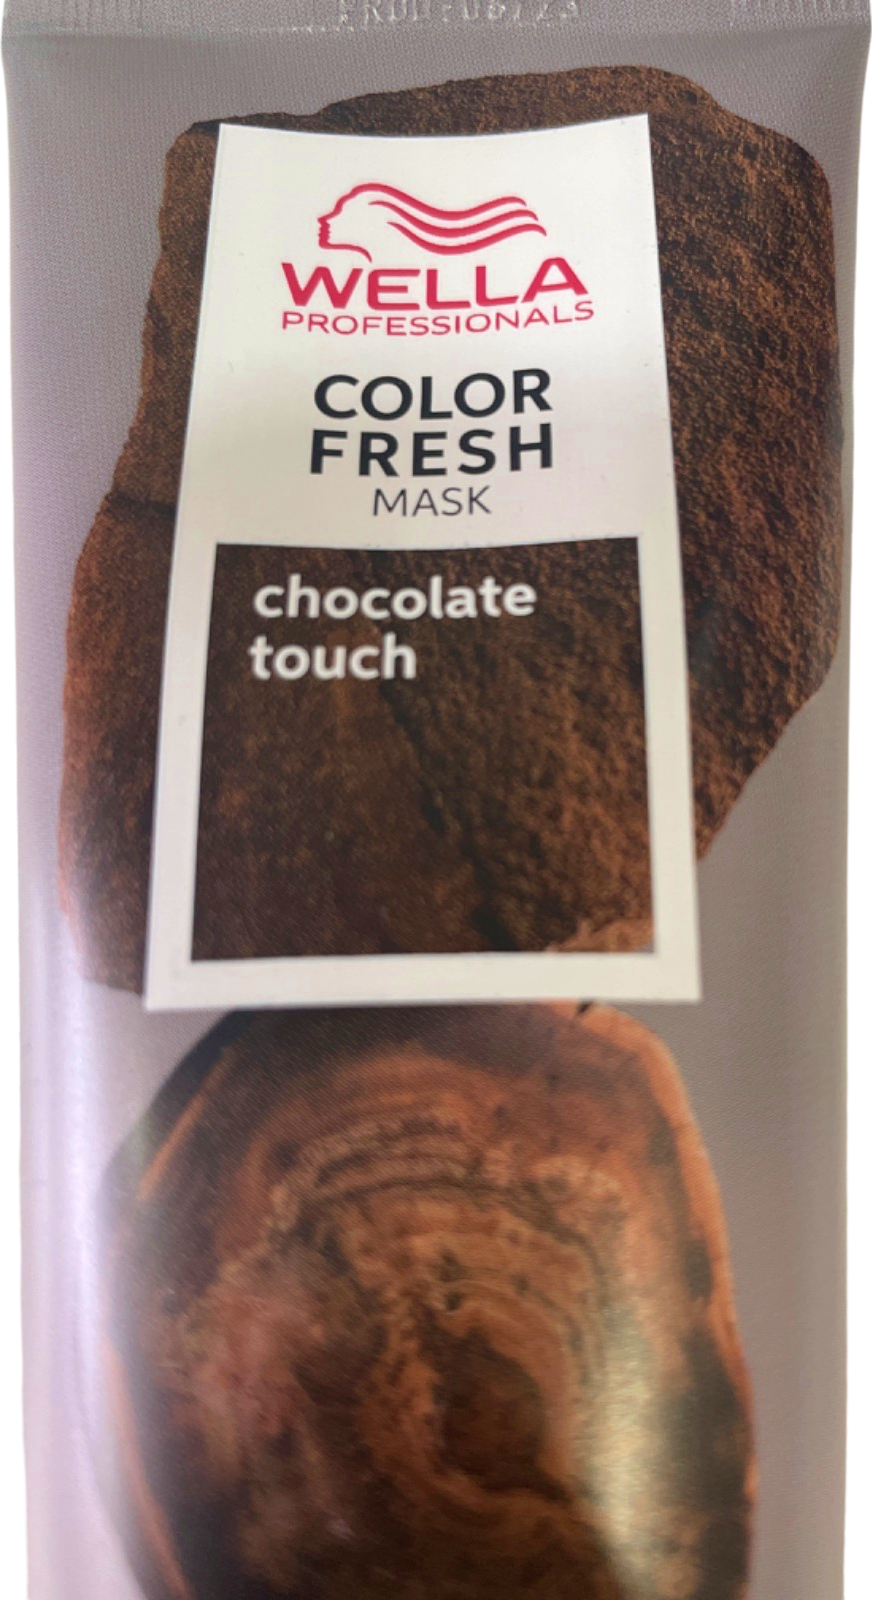 WELLA
PROFESSIONALS
COLOR
FRESH
MASK
chocolate
touch